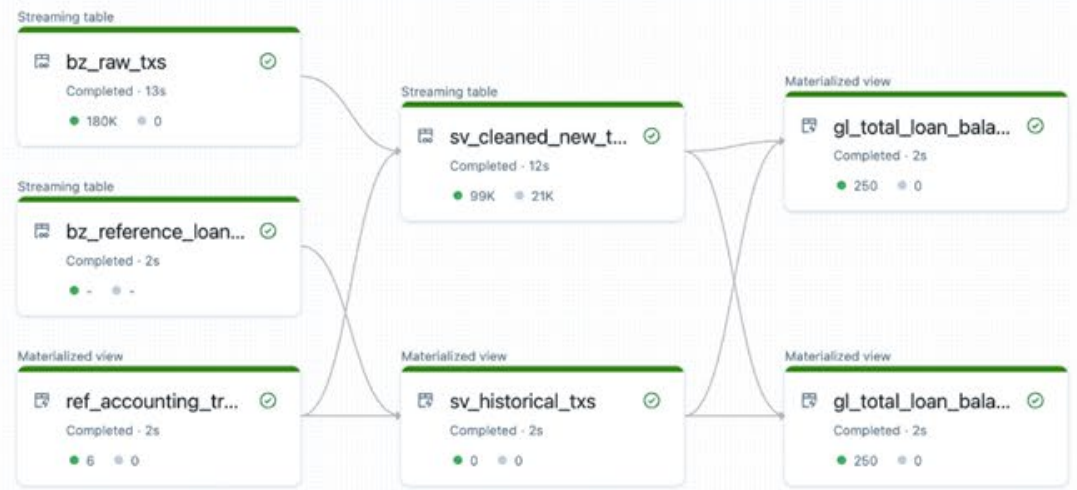 Streaming table
bz_raw_txs
Completed · 13s
180K 0
Streaming table
bz_reference_loan...
Completed · 2s
- -
Materialized view
ref_accounting_tr...
Completed · 2s
6 0
Streaming table
sv_cleaned_new_t...
Completed · 12s
99K 21K
Materialized view
sv_historical_txs
Completed · 2s
0 0
Materialized view
gl_total_loan_bala...
Completed · 2s
250 0
Materialized view
gl_total_loan_bala...
Completed · 2s
250 0